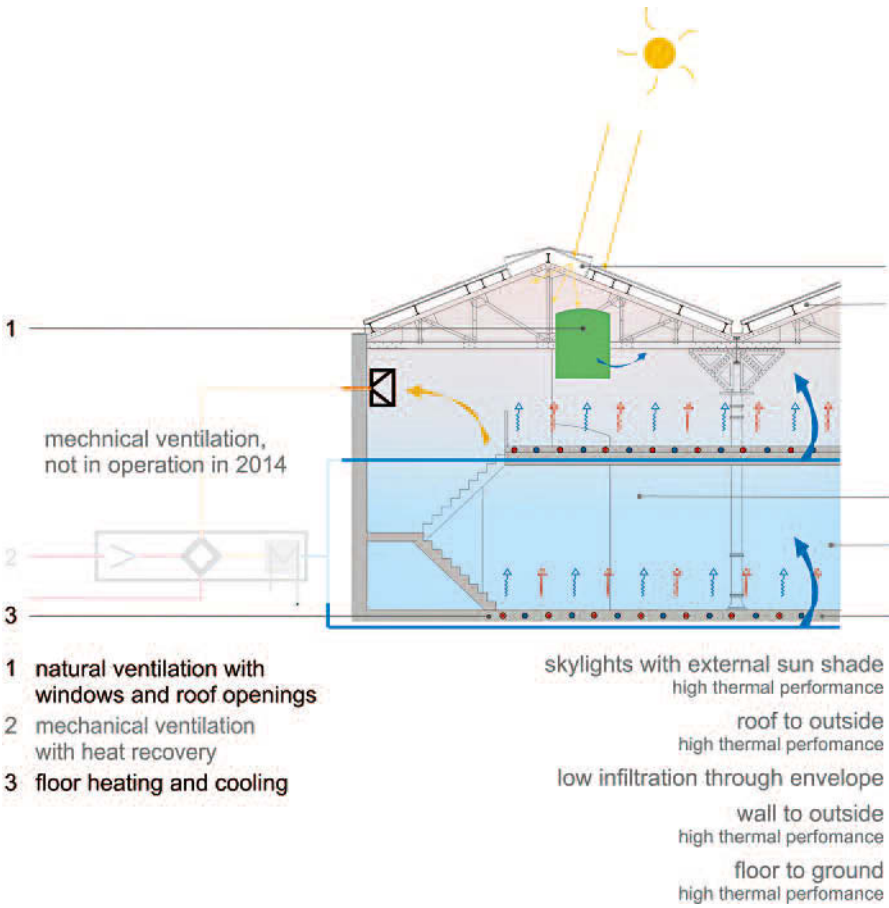 1
mechnical ventilation,
not in operation in 2014
2
3
1 natural ventilation with
windows and roof openings
2 mechanical ventilation
with heat recovery
3 floor heating and cooling
skylights with external sun shade
high thermal performance
roof to outside
high thermal perfomance
low infiltration through envelope
wall to outside
high thermal perfomance
floor to ground
high thermal perfomance